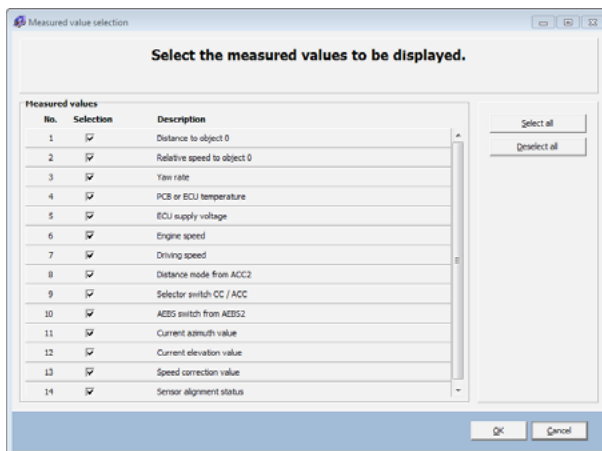 Measured value selection
Select the measured values to be displayed.
Measured values
No. Selection Description
1 Distance to object 0
2 Relative speed to object 0
3 Yaw rate
4 PCB or ECU temperature
5 ECU supply voltage
6 Engine speed
7 Driving speed
8 Distance mode from ACC2
9 Selector switch CC / ACC
10 AEBS switch from AEBS2
11 Current azimuth value
12 Current elevation value
13 Speed correction value
14 Sensor alignment status
Select all
Deselect all
OK Cancel